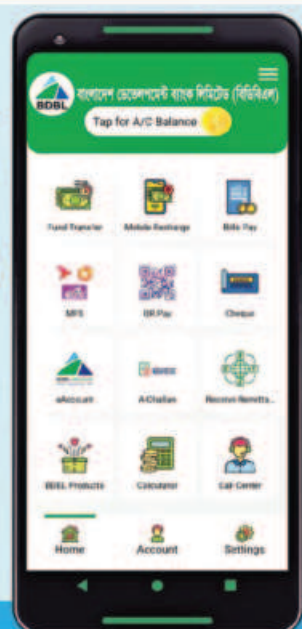 বাংলাদেশ ডেভেলপমেন্ট ব্যাংক লিমিটেড (বিডিবিএল)
BDBL
Tap for A/C Balance
Fund Transfer
Mobile Recharge
Bills Pay
MFS
QR Pay
Cheque
eAccount
A-Challan
Receive Remitta..
BDBL Products
Calculator
Call Center
Home
Account
Settings